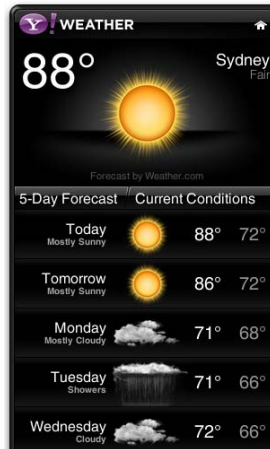 Y! WEATHER
88°
Sydney
Fair
Forecast by Weather.com
5-Day Forecast
Current Conditions
Today 88° 72°
Mostly Sunny
Tomorrow 86° 72°
Mostly Sunny
Monday 71° 68°
Mostly Cloudy
Tuesday 71° 66°
Showers
Wednesday 72° 66°
Cloudy